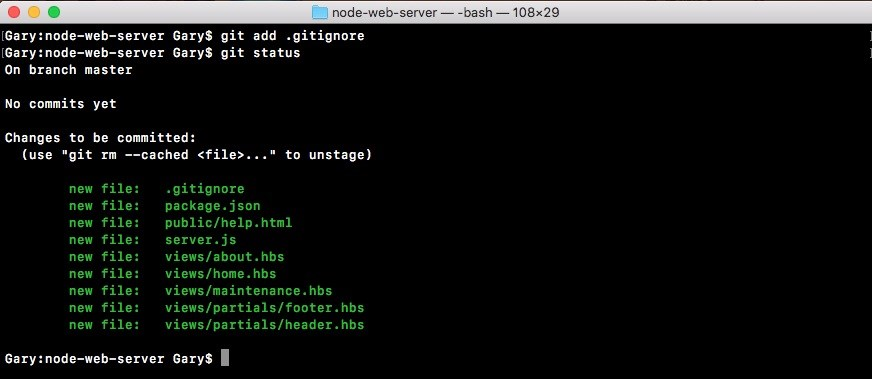 node-web-server — -bash — 108×29
[Gary:node-web-server Gary$ git add .gitignore ]
[Gary:node-web-server Gary$ git status ]
On branch master
No commits yet
Changes to be committed:
(use "git rm --cached <file>..." to unstage)
new file: .gitignore
new file: package.json
new file: public/help.html
new file: server.js
new file: views/about.hbs
new file: views/home.hbs
new file: views/maintenance.hbs
new file: views/partials/footer.hbs
new file: views/partials/header.hbs
Gary:node-web-server Gary$